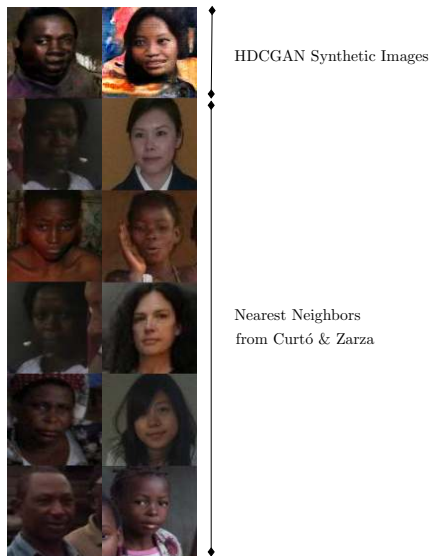 HDCGAN Synthetic Images
Nearest Neighbors
from Curtó & Zarza